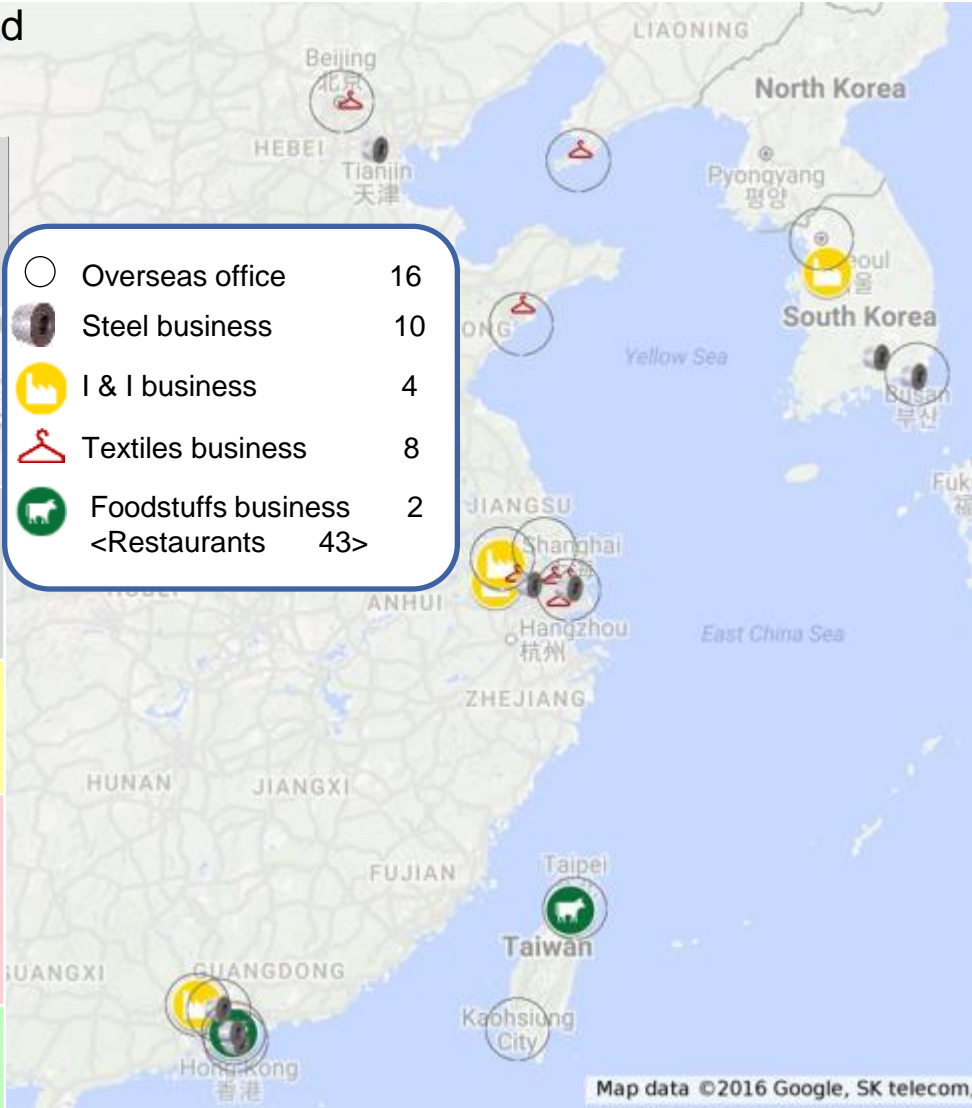 d
LIAONING
Beijing
北京
North Korea
HEBEI
Tianjin
天津
Pyongyang
평양
Overseas office 16
Steel business 10
I & I business 4
Textiles business 8
Foodstuffs business 2
<Restaurants 43>
South Korea
Yellow Sea
Busan
부산
JIANGSU
Shanghai
ANHUI
Hangzhou
杭州
East China Sea
ZHEJIANG
HUNAN
JIANGXI
FUJIAN
Taipei
Taiwan
GUANGDONG
Kaohsiung
City
Hong Kong
香港
Map data ©2016 Google, SK telecom,